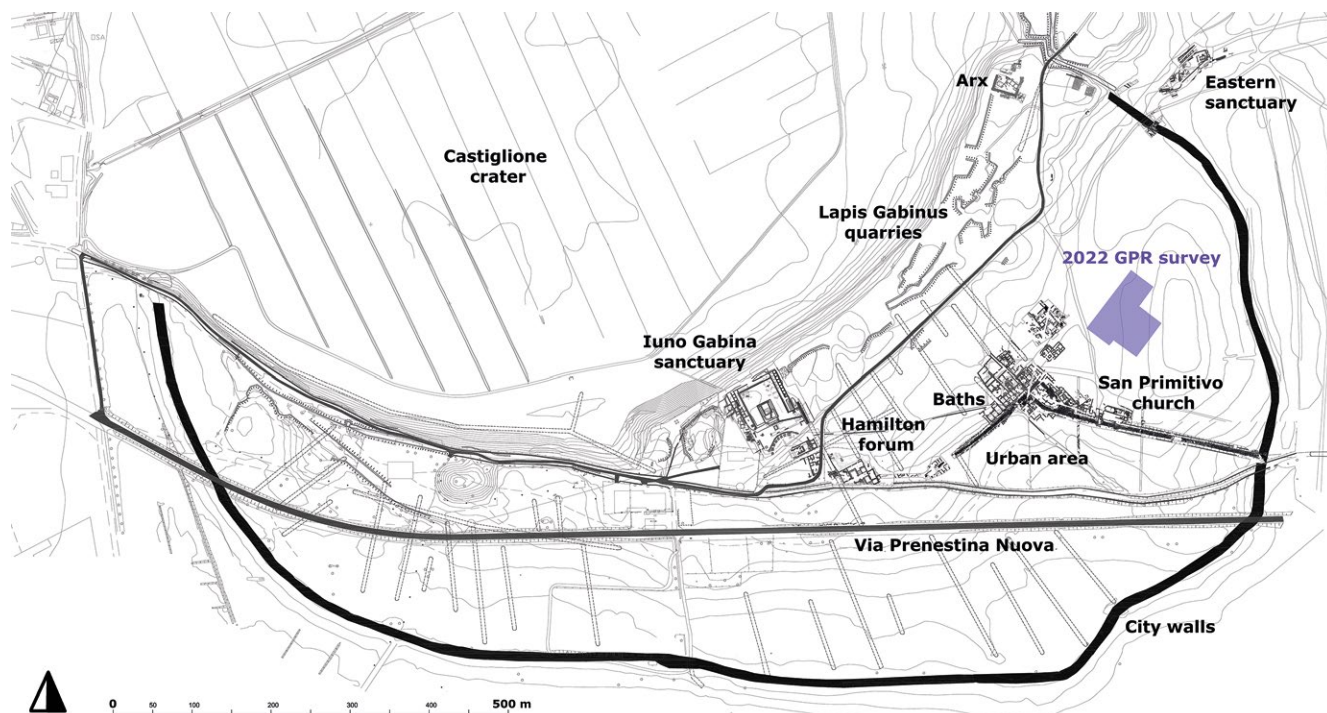 Arx
Eastern
sanctuary
Castiglione
crater
Lapis Gabinus
quarries
2022 GPR survey
Iuno Gabina
sanctuary
San Primitivo
church
Baths
Hamilton
forum
Urban area
Via Prenestina Nuova
City walls
0 50 100 200 300 400 500 m